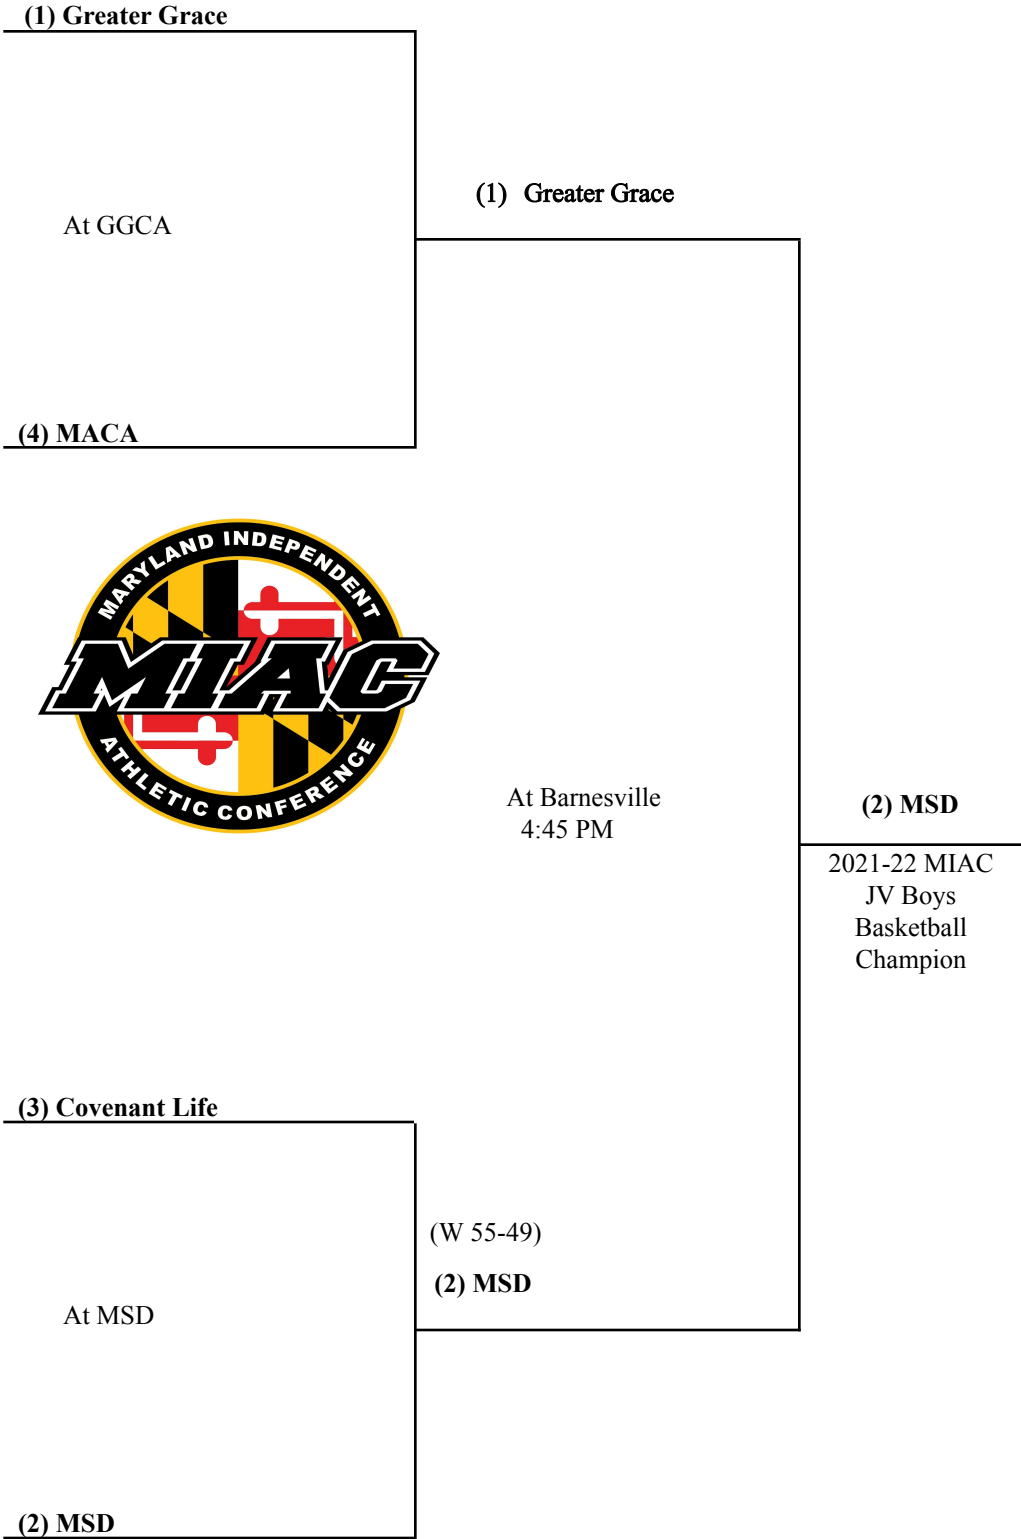 (1) Greater Grace
(1) Greater Grace
At GGCA
(4) MACA
MARYLAND INDEPENDENT
MIAC
ATHLETIC CONFERENCE
At Barnesville
4:45 PM
(2) MSD
2021-22 MIAC
JV Boys
Basketball
Champion
(3) Covenant Life
(W 55-49)
(2) MSD
At MSD
(2) MSD